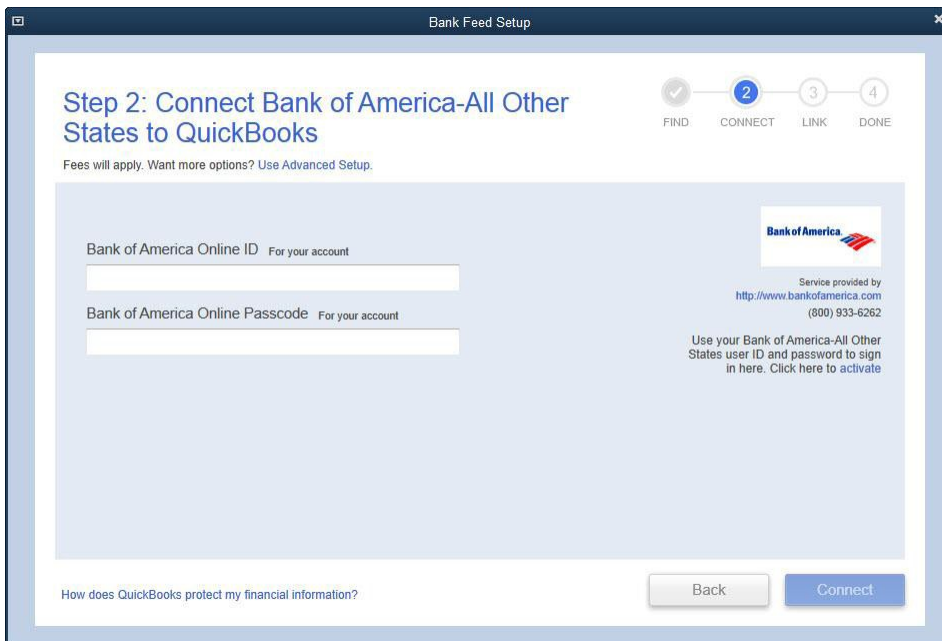 Bank Feed Setup
Step 2: Connect Bank of America-All Other
States to QuickBooks
Fees will apply. Want more options? Use Advanced Setup.
2
3
4
FIND
CONNECT
LINK
DONE
Bank of America Online ID For your account
Bank of America Online Passcode For your account
Bank of America
Service provided by
http://www.bankofamerica.com
(800) 933-6262
Use your Bank of America-All Other
States user ID and password to sign
in here. Click here to activate
How does QuickBooks protect my financial information?
Back
Connect